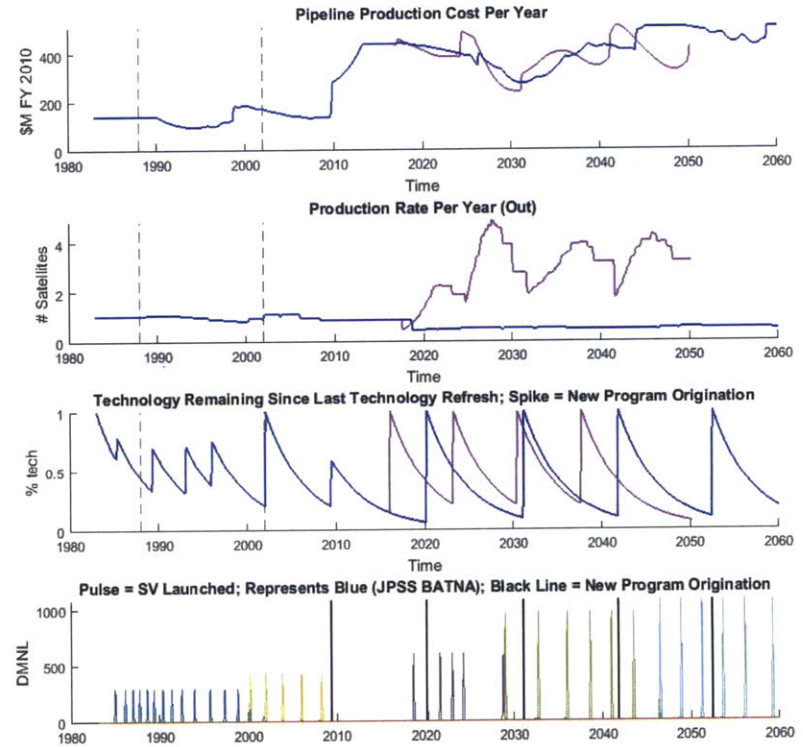 Pipeline Production Cost Per Year
$M FY 2010
400
200
0
1980 1990 2000 2010 2020 2030 2040 2050 2060
Time
Production Rate Per Year (Out)
# Satellites
4
2
0
1980 1990 2000 2010 2020 2030 2040 2050 2060
Time
Technology Remaining Since Last Technology Refresh; Spike = New Program Origination
% tech
1
0.5
0
1980 1990 2000 2010 2020 2030 2040 2050 2060
Time
Pulse = SV Launched; Represents Blue (JPSS BATNA); Black Line = New Program Origination
DMNL
1000
500
0
1980 1990 2000 2010 2020 2030 2040 2050 2060